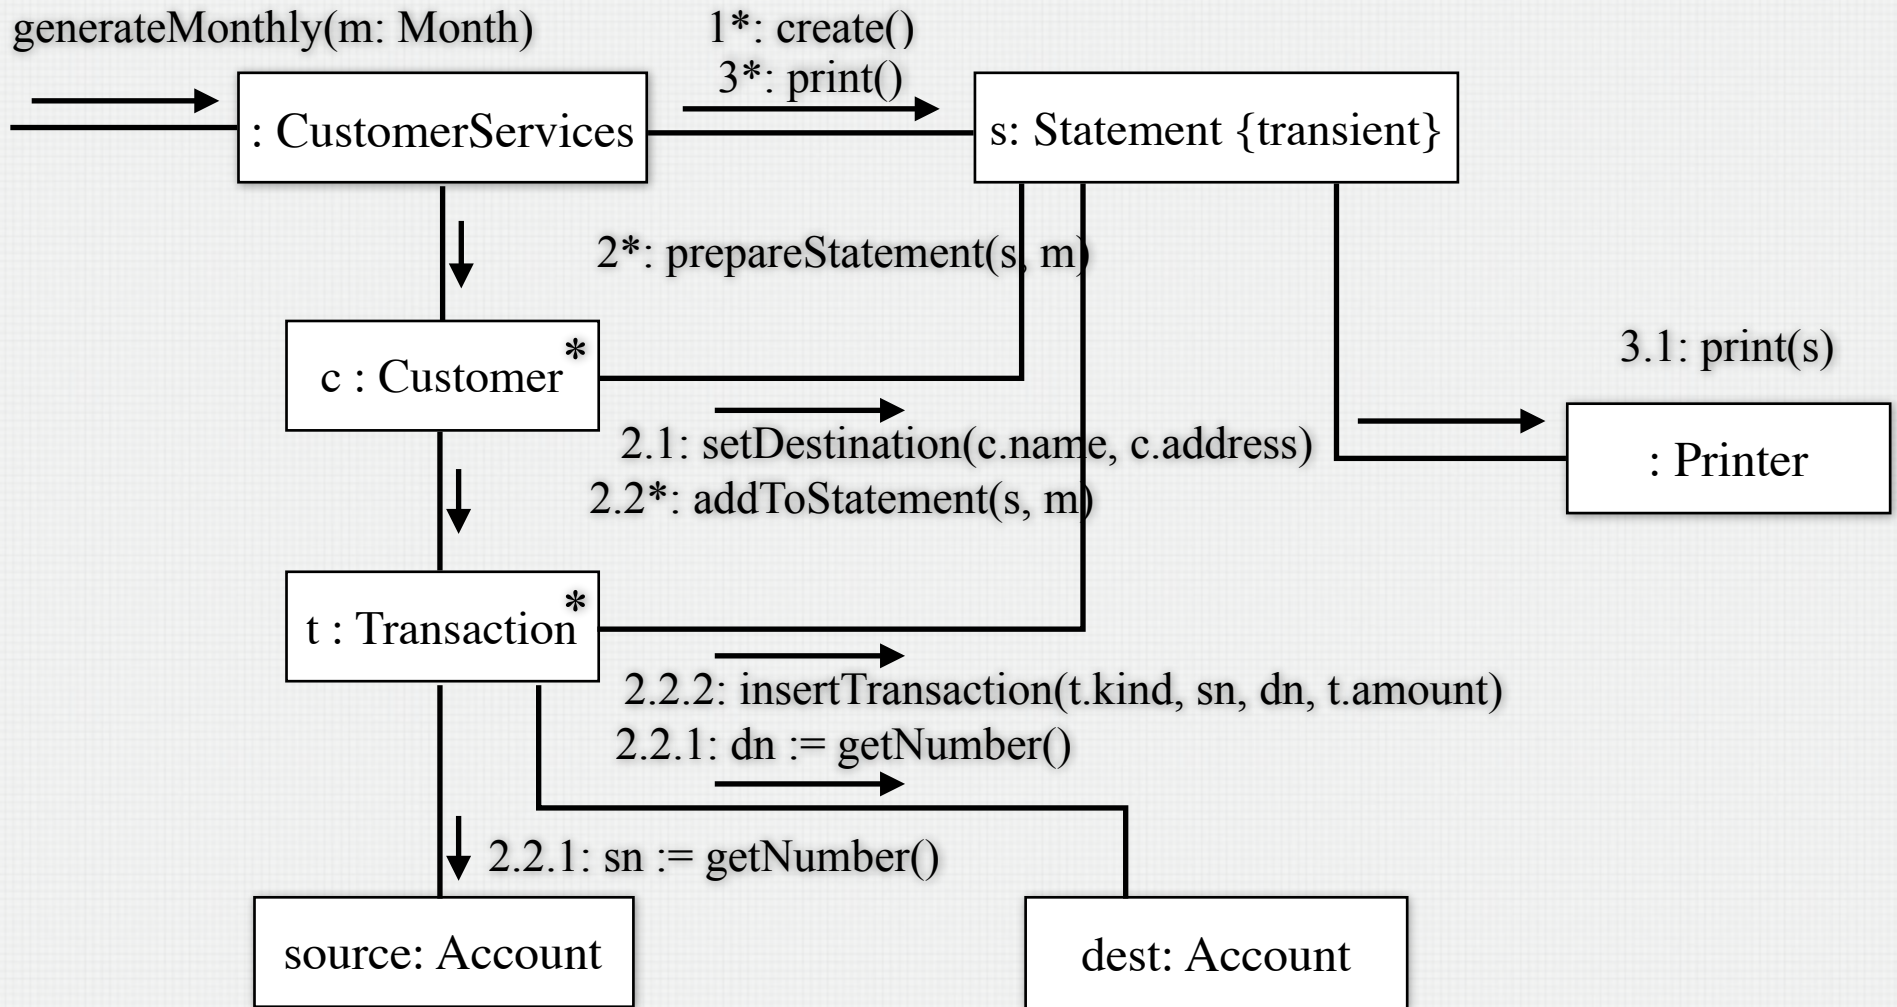 generateMonthly(m: Month)
1*: create()
3*: print()
: CustomerServices
s: Statement {transient}
2*: prepareStatement(s, m)
c : Customer*
3.1: print(s)
: Printer
2.1: setDestination(c.name, c.address)
2.2*: addToStatement(s, m)
t : Transaction*
2.2.2: insertTransaction(t.kind, sn, dn, t.amount)
2.2.1: dn := getNumber()
2.2.1: sn := getNumber()
source: Account
dest: Account